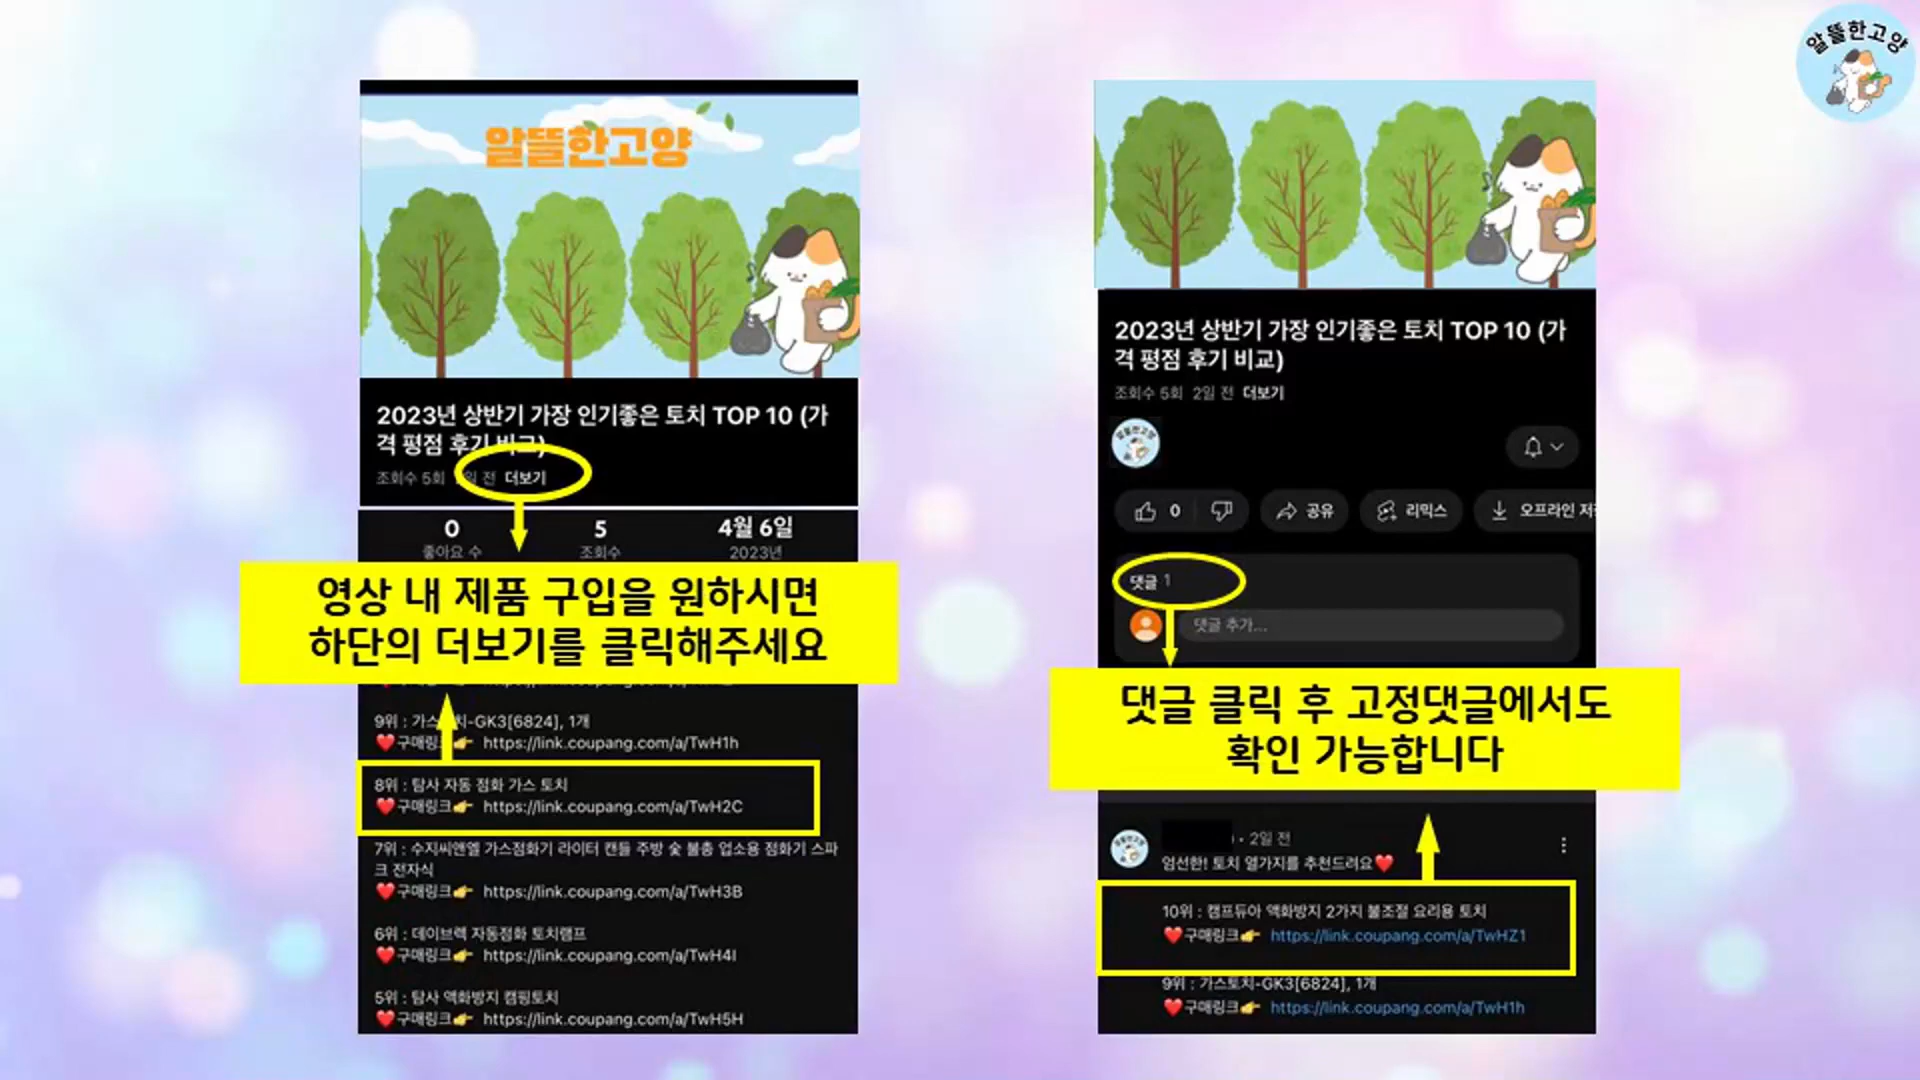 알뜰한고양
알뜰한고양
2023년 상반기 가장 인기좋은 토치 TOP 10 (가
격 평점 후기 비교)
조회수 5회 2일 전 더보기
0 5 4월 6일
좋아요 수 조회수 2023년
영상 내 제품 구입을 원하시면
하단의 더보기를 클릭해주세요
9위 : 가스토치-GK3[6824], 1개
❤️구매링크👉 https://link.coupang.com/a/TwH1h
8위 : 탐사 자동 점화 가스 토치
❤️구매링크👉 https://link.coupang.com/a/TwH2C
7위 : 수지씨앤엘 가스점화기 라이터 캔들 주방 숯 불총 업소용 점화기 스파
크 전자식
❤️구매링크👉 https://link.coupang.com/a/TwH3B
6위 : 데이브렉 자동점화 토치램프
❤️구매링크👉 https://link.coupang.com/a/TwH4I
5위 : 탐사 액화방지 캠핑토치
❤️구매링크👉 https://link.coupang.com/a/TwH5H
2023년 상반기 가장 인기좋은 토치 TOP 10 (가
격 평점 후기 비교)
조회수 5회 2일 전 더보기
알뜰한고양
0 공유 리믹스 오프라인 저
댓글 1
댓글 추가...
댓글 클릭 후 고정댓글에서도
확인 가능합니다
알뜰한고양
• 2일 전
엄선한! 토치 열가지를 추천드려요❤️
10위 : 캠프듀아 액화방지 2가지 불조절 요리용 토치
❤️구매링크👉 https://link.coupang.com/a/TwHZ1
9위 : 가스토치-GK3[6824], 1개
❤️구매링크👉 https://link.coupang.com/a/TwH1h